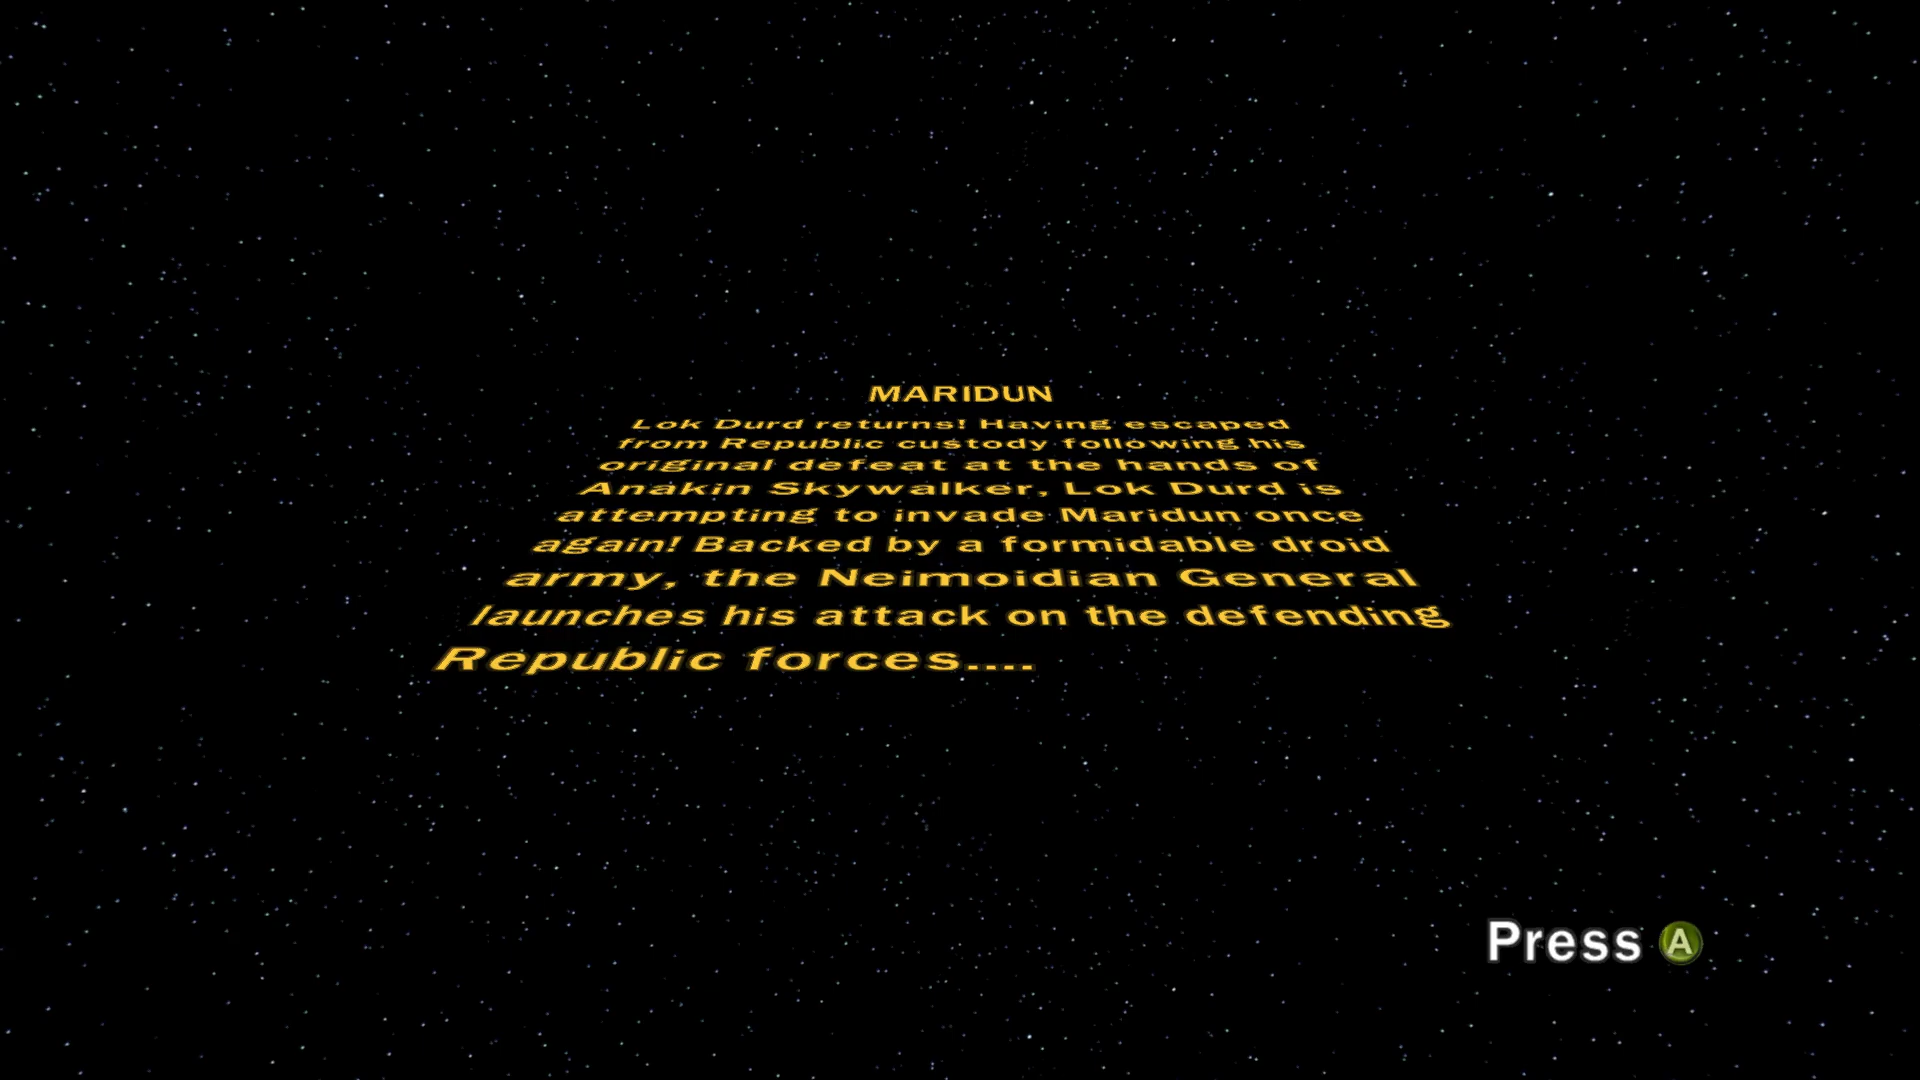 MARIDUN
Lok Durd returns! Having escaped
from Republic custody following his
original defeat at the hands of
Anakin Skywalker, Lok Durd is
attempting to invade Maridun once
again! Backed by a formidable droid
army, the Neimoidian General
launches his attack on the defending
Republic forces....
Press A